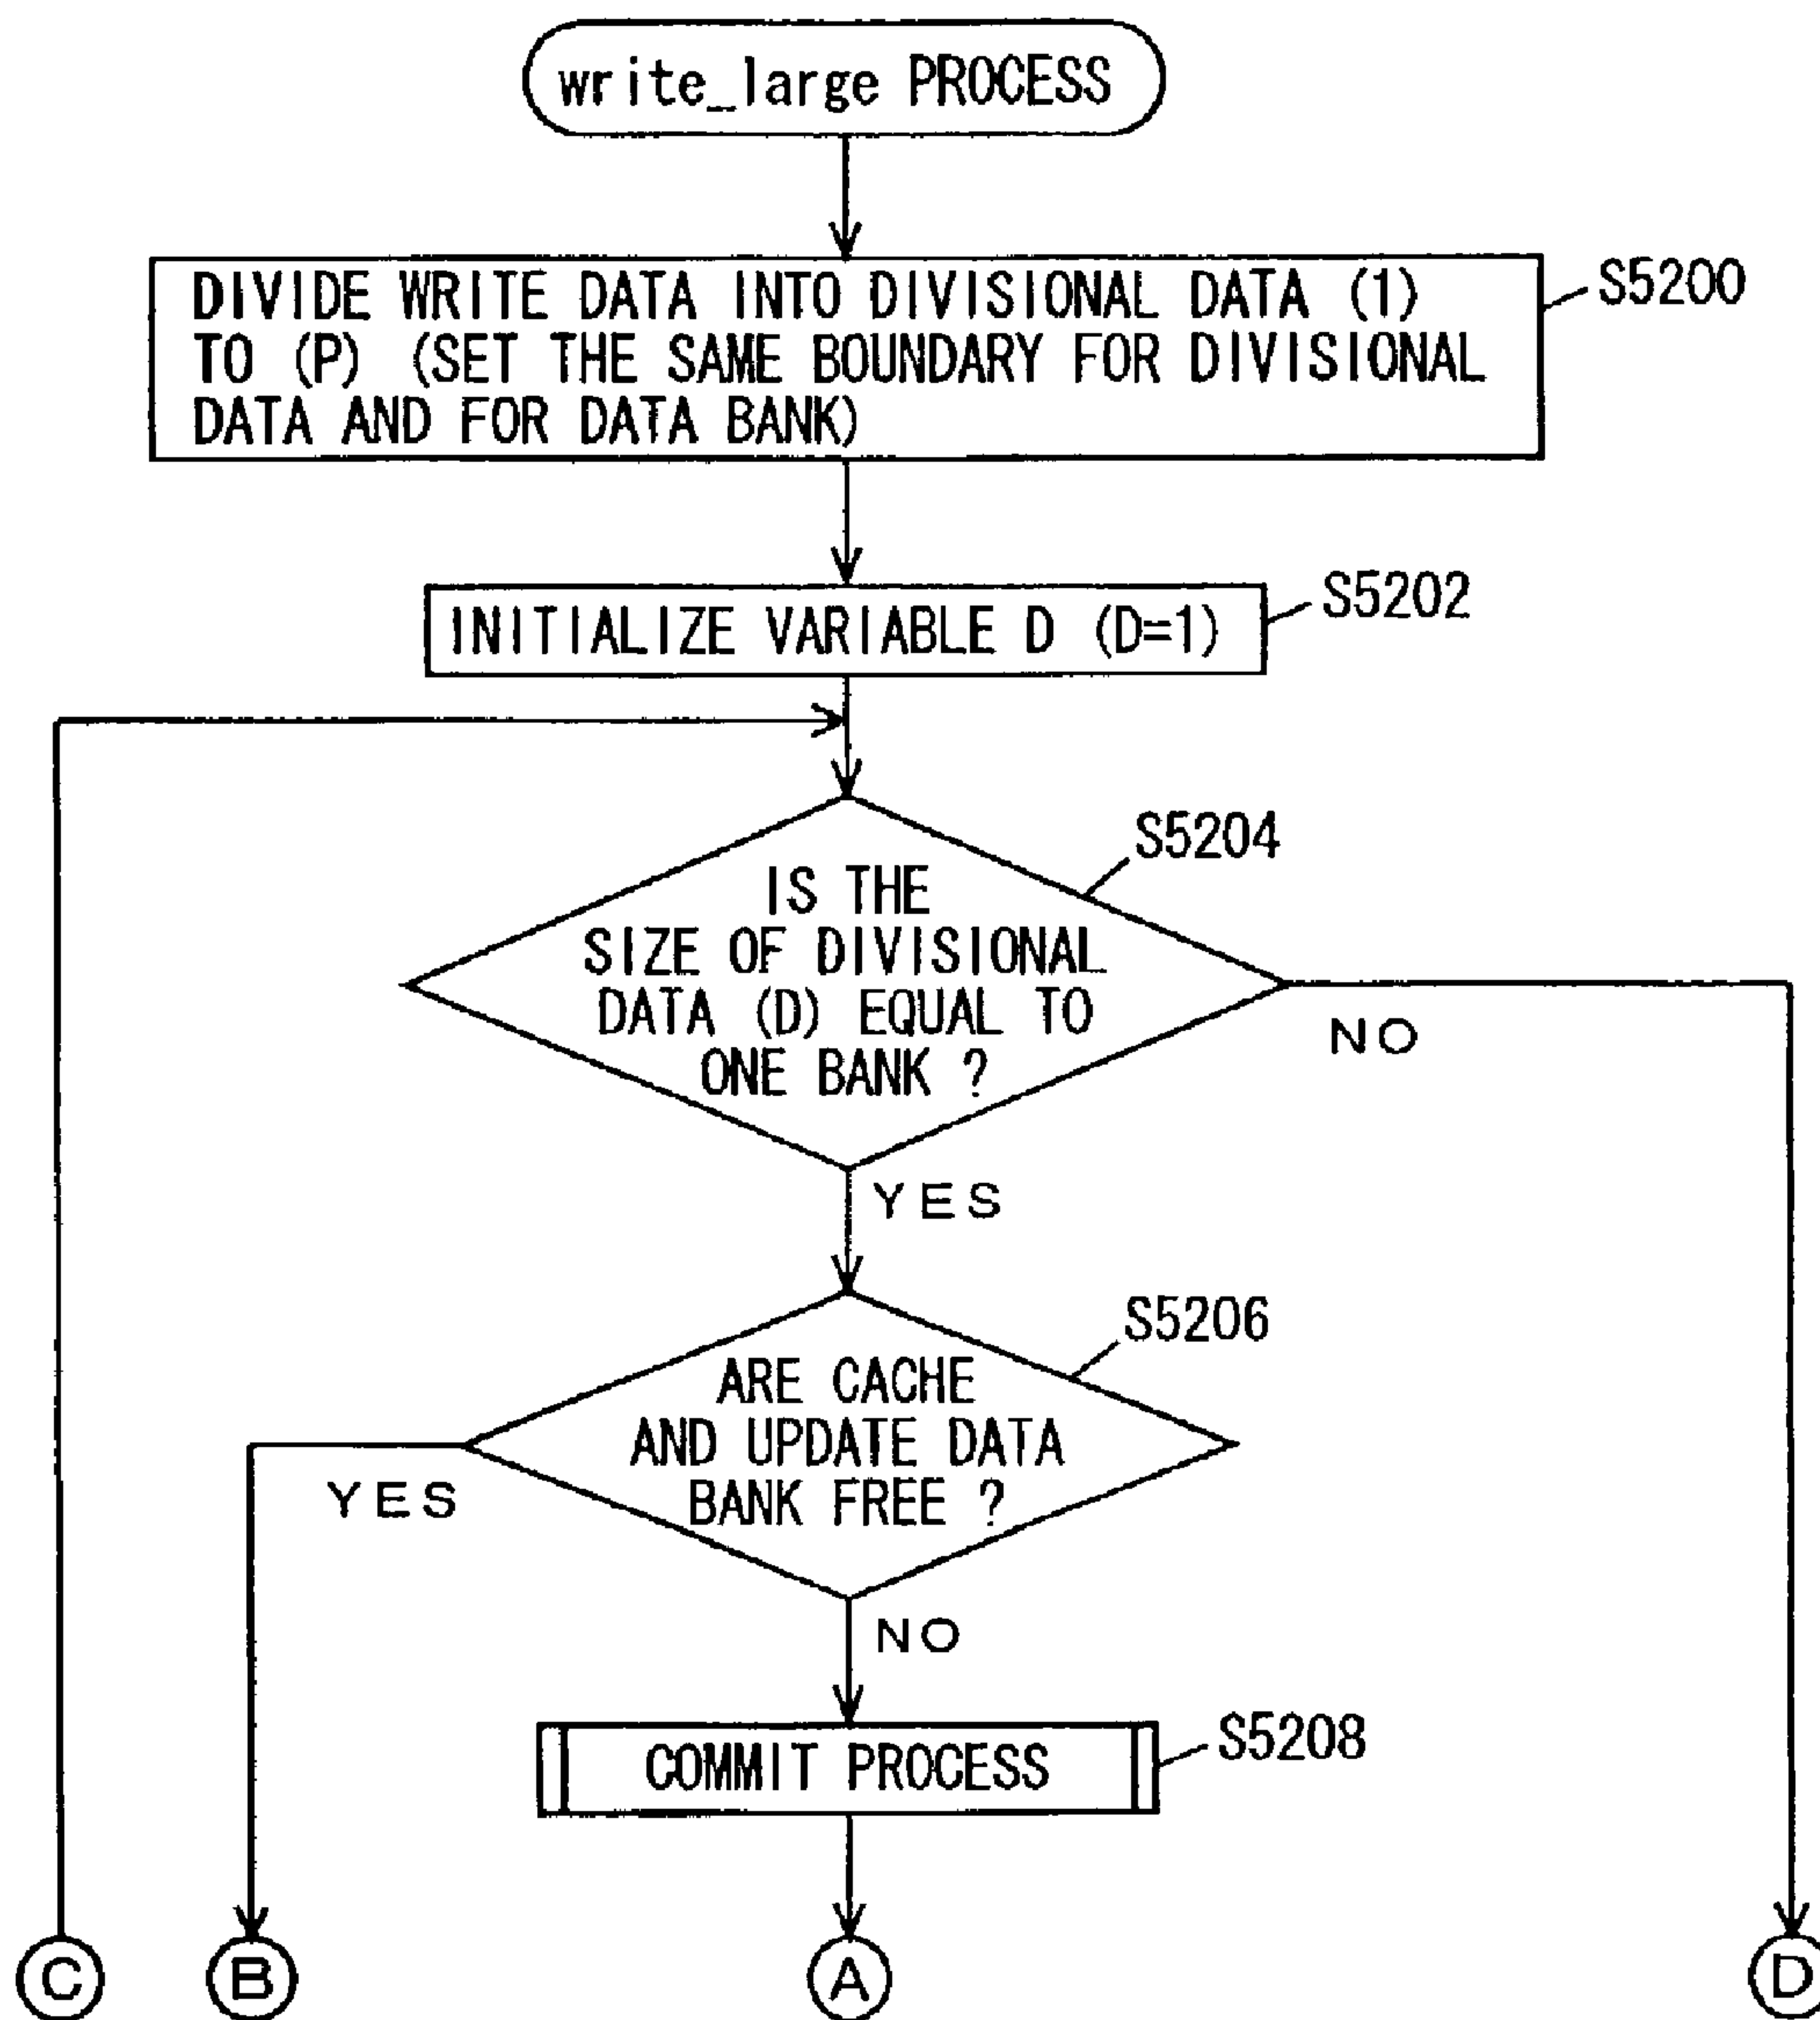 write_large PROCESS
DIVIDE WRITE DATA INTO DIVISIONAL DATA (1)
TO (P) (SET THE SAME BOUNDARY FOR DIVISIONAL
DATA AND FOR DATA BANK)
S5200
INITIALIZE VARIABLE D (D=1)
S5202
S5204
IS THE
SIZE OF DIVISIONAL
DATA (D) EQUAL TO
ONE BANK ?
NO
YES
S5206
ARE CACHE
AND UPDATE DATA
BANK FREE ?
YES
NO
COMMIT PROCESS
S5208
C
B
A
D